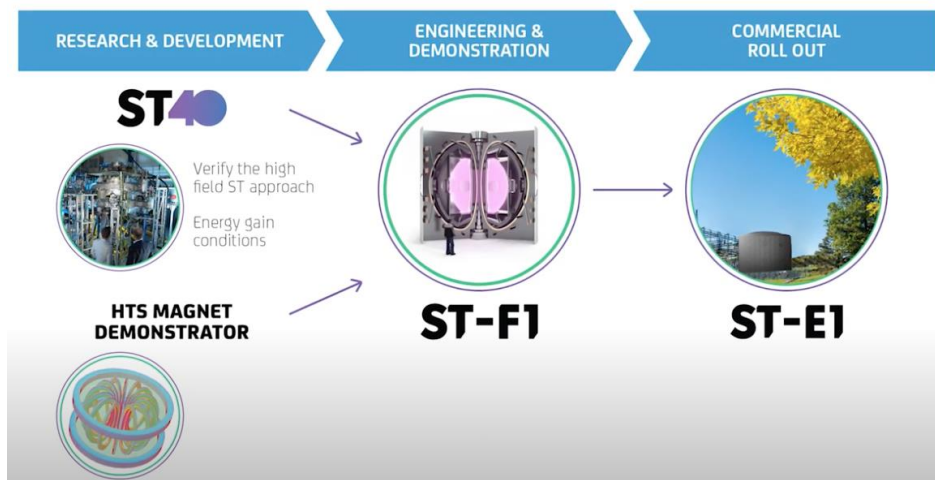 RESEARCH & DEVELOPMENT
ENGINEERING &
DEMONSTRATION
COMMERCIAL
ROLL OUT
ST40
Verify the high
field ST approach
Energy gain
conditions
HTS MAGNET
DEMONSTRATOR
ST-F1
ST-E1